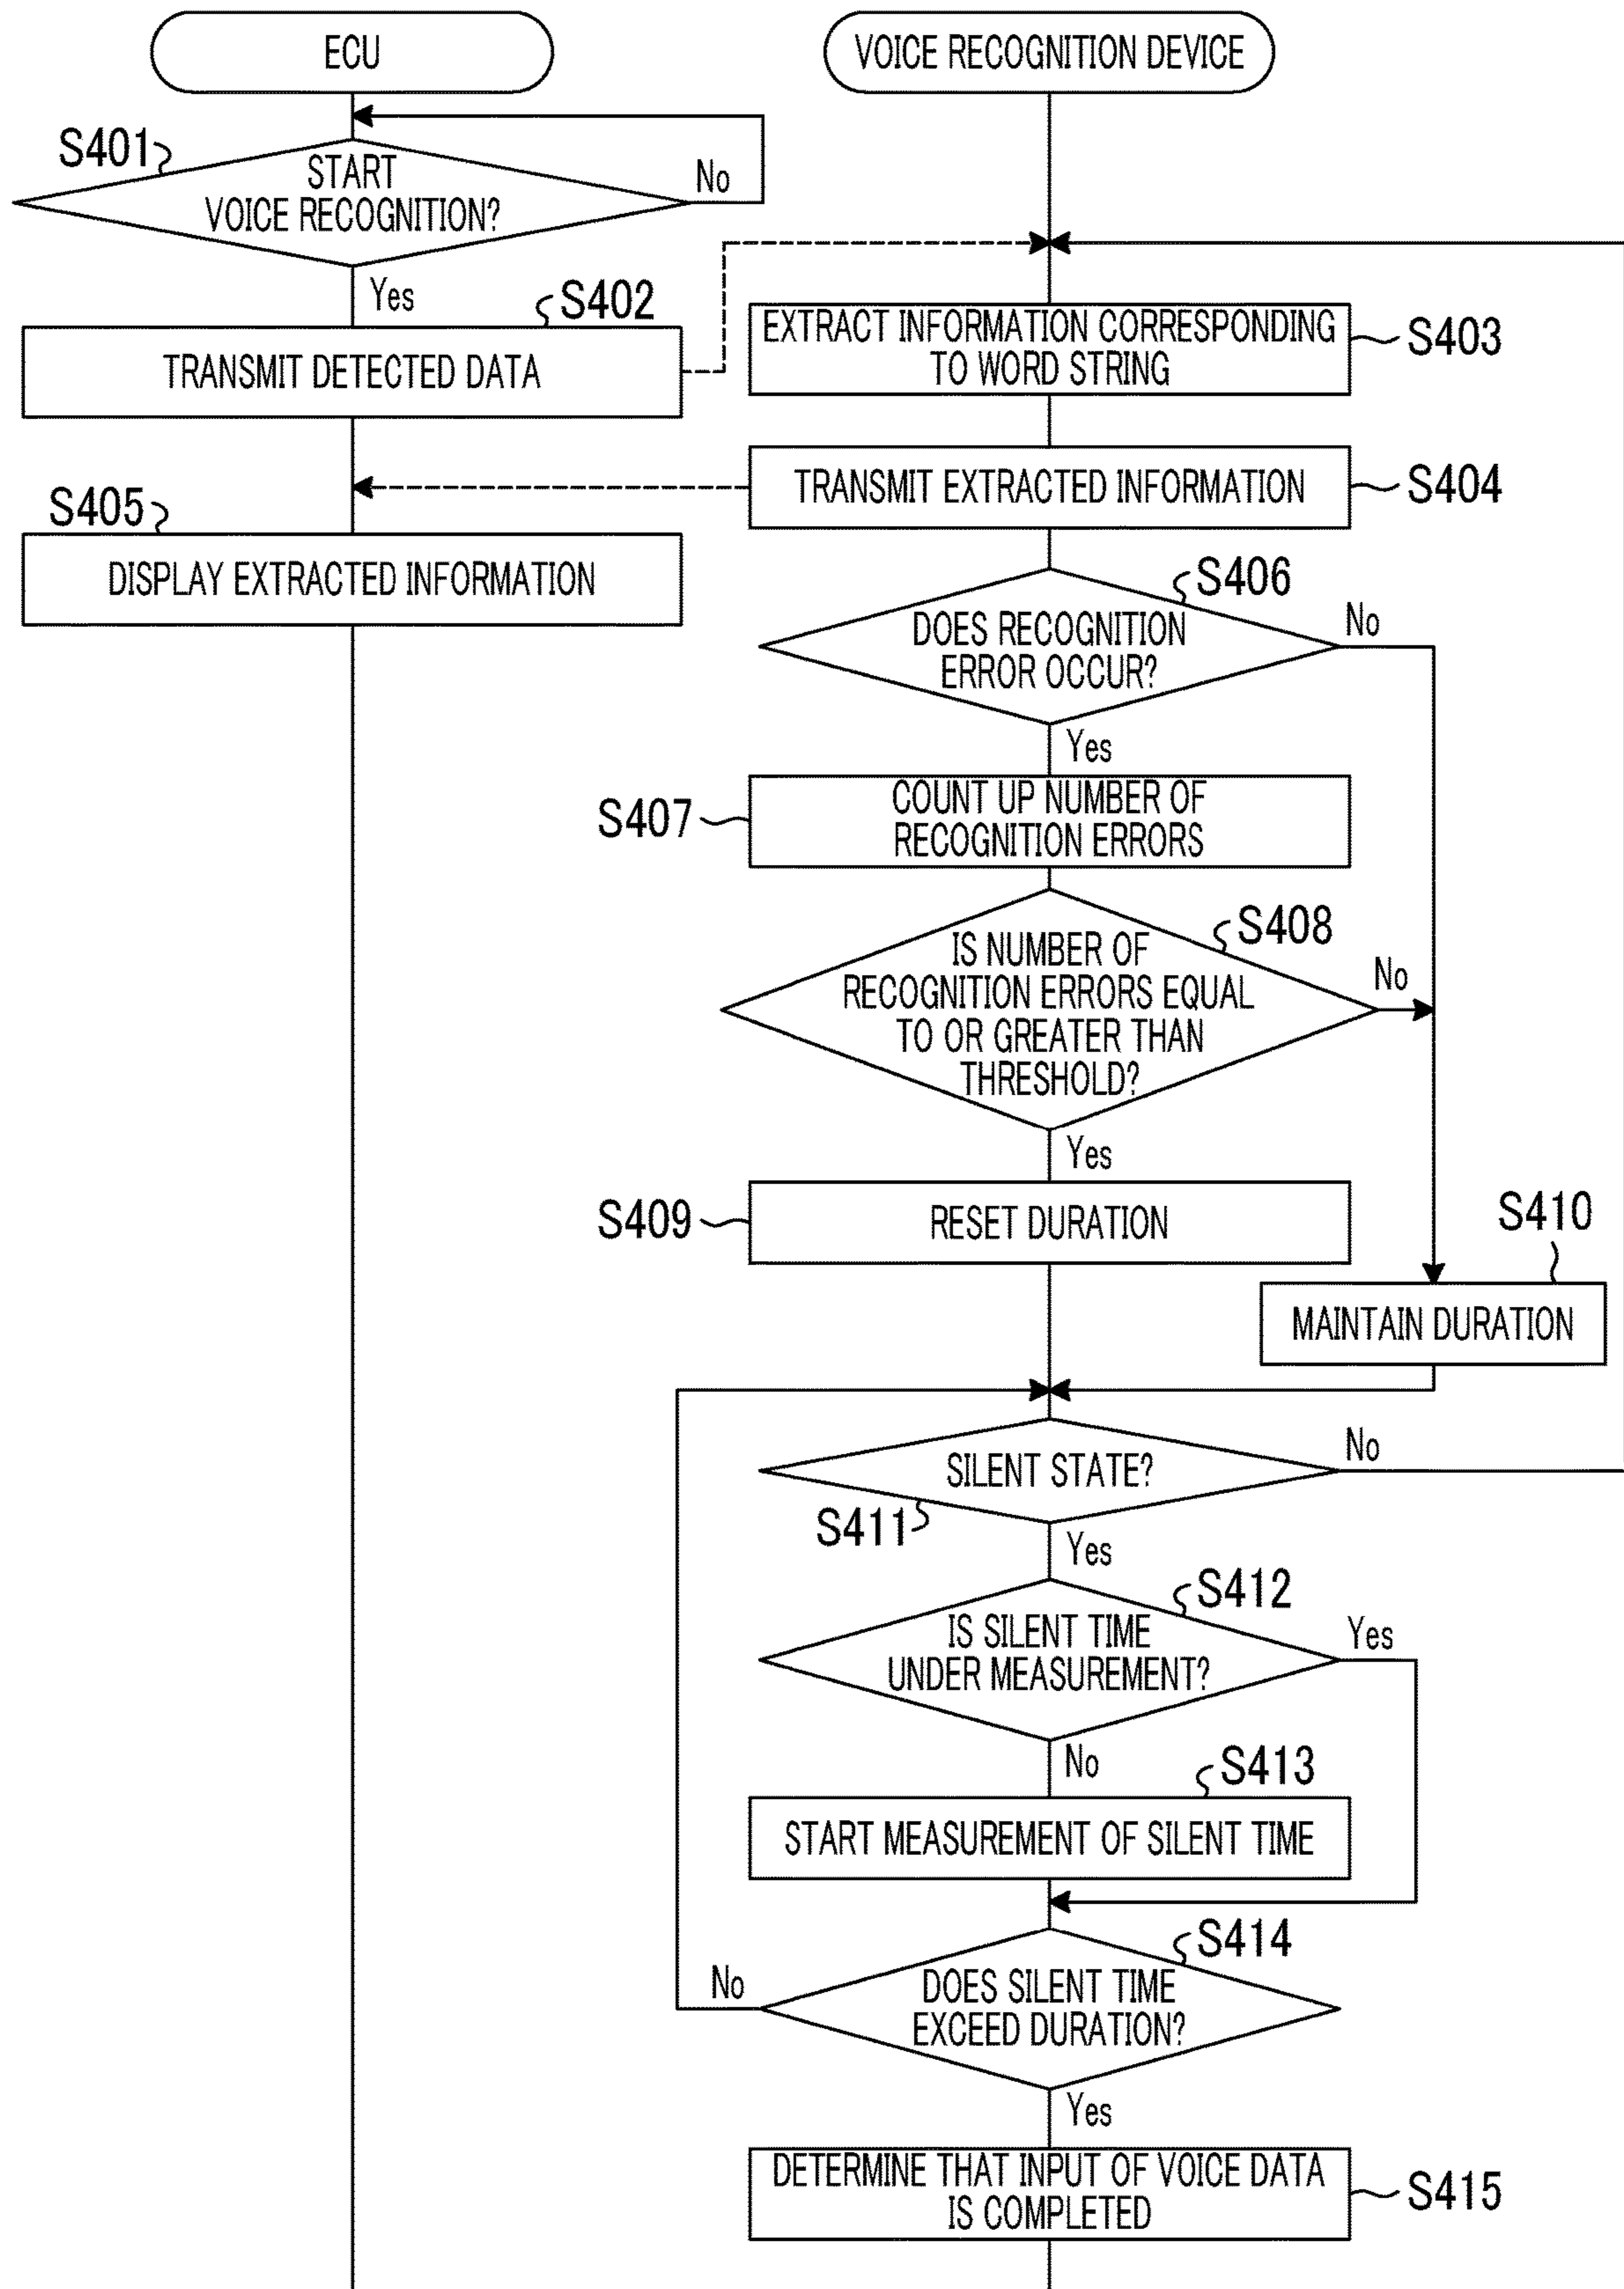 ECU
VOICE RECOGNITION DEVICE
S401
START
VOICE RECOGNITION?
No
Yes
S402
TRANSMIT DETECTED DATA
EXTRACT INFORMATION CORRESPONDING
TO WORD STRING
S403
TRANSMIT EXTRACTED INFORMATION
S404
S405
DISPLAY EXTRACTED INFORMATION
S406
DOES RECOGNITION
ERROR OCCUR?
No
Yes
S407
COUNT UP NUMBER OF
RECOGNITION ERRORS
S408
IS NUMBER OF
RECOGNITION ERRORS EQUAL
TO OR GREATER THAN
THRESHOLD?
No
Yes
S409
RESET DURATION
S410
MAINTAIN DURATION
SILENT STATE?
No
S411
Yes
S412
IS SILENT TIME
UNDER MEASUREMENT?
Yes
No
S413
START MEASUREMENT OF SILENT TIME
S414
DOES SILENT TIME
EXCEED DURATION?
No
Yes
DETERMINE THAT INPUT OF VOICE DATA
IS COMPLETED
S415